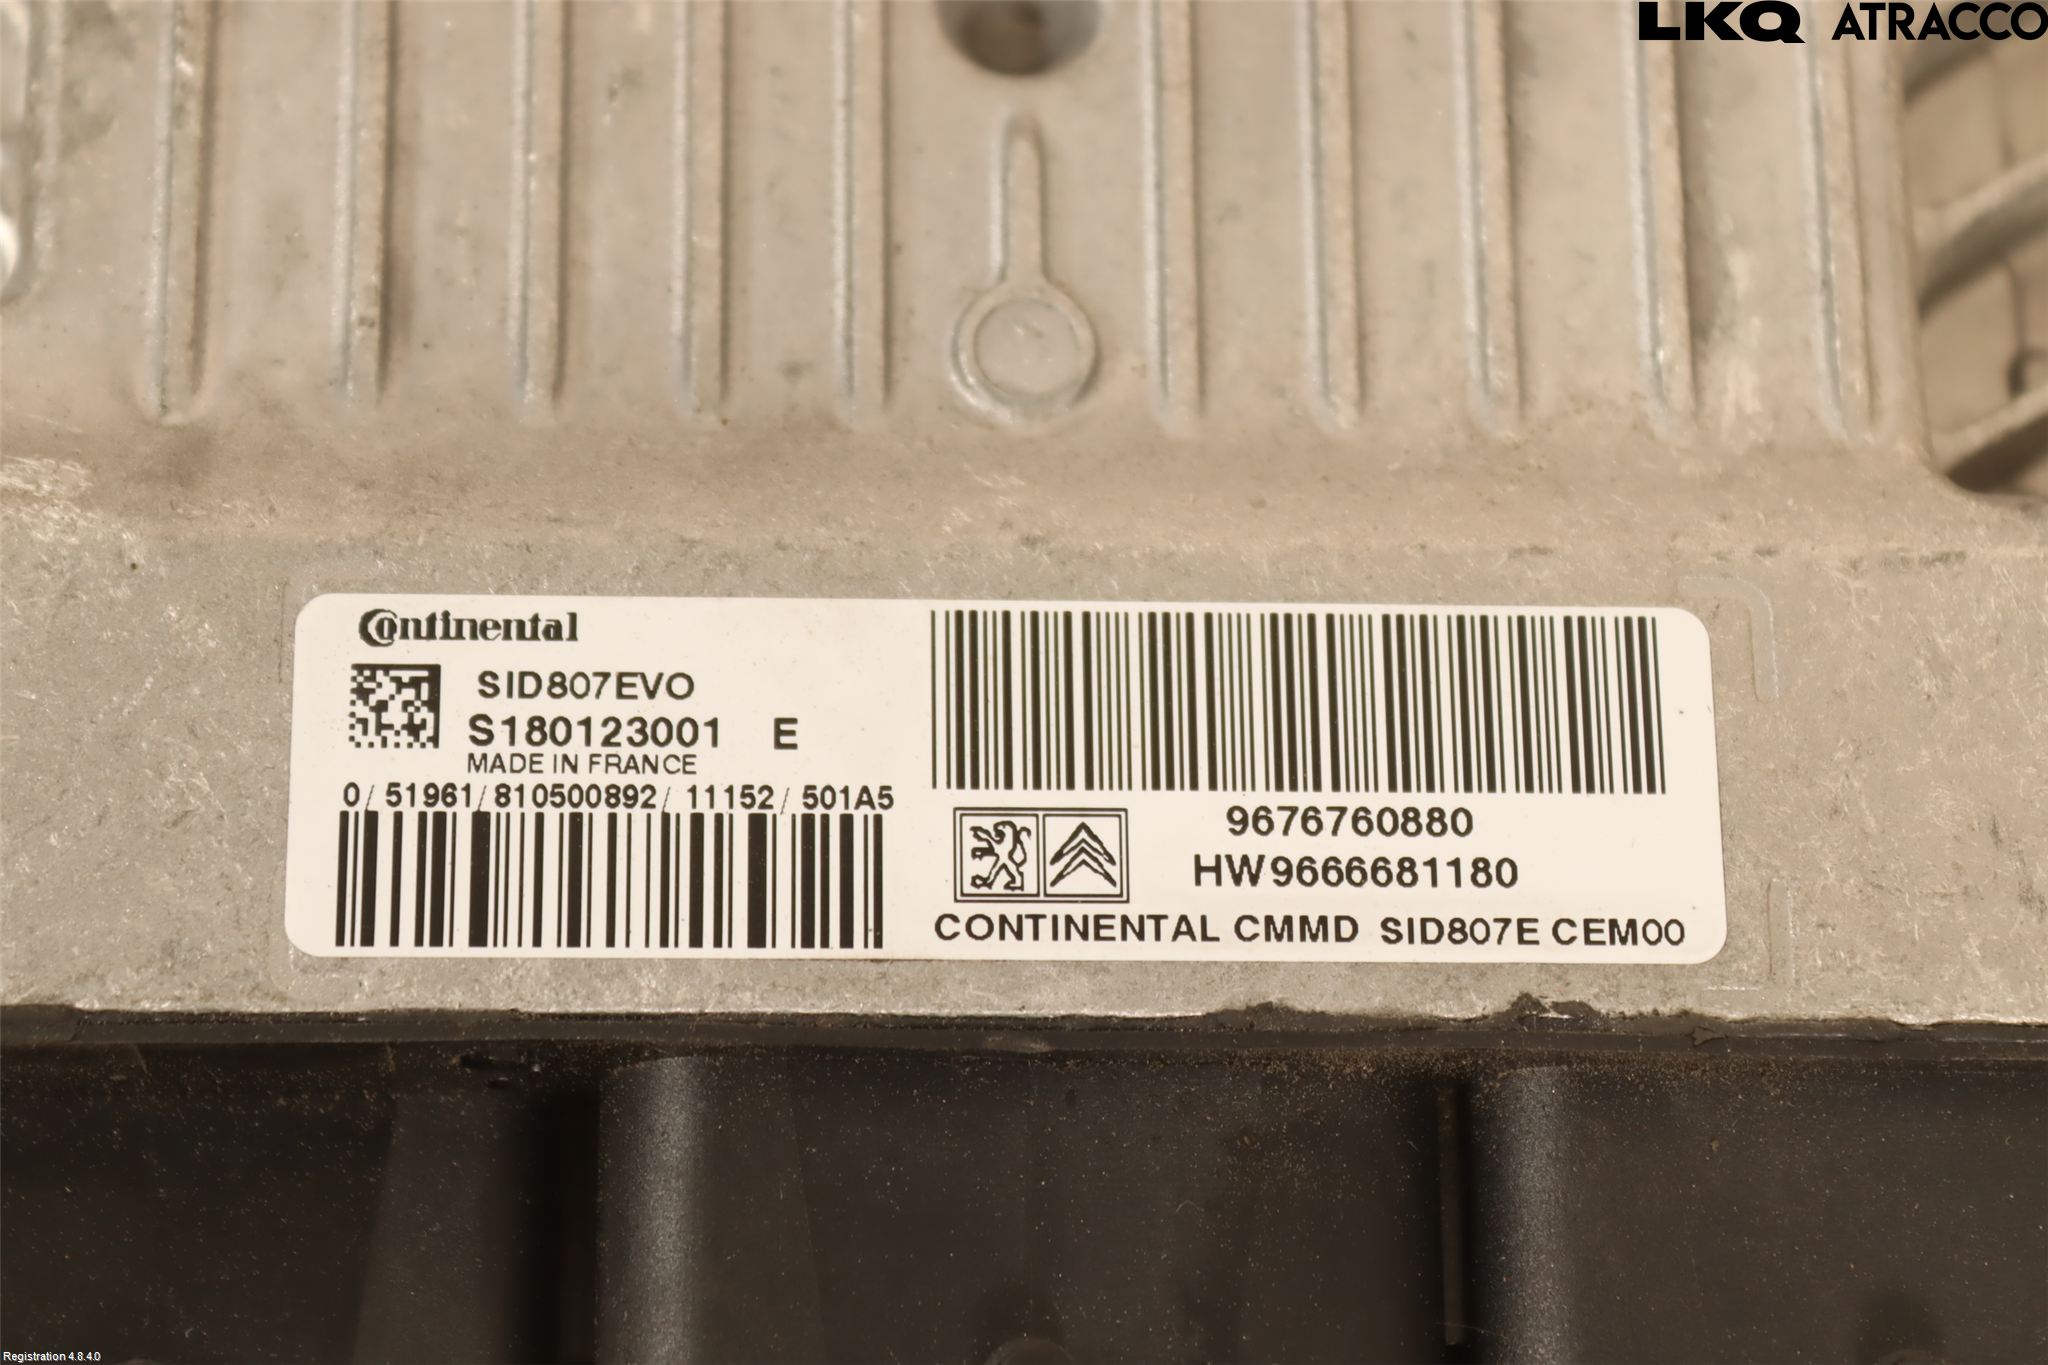 LKQ ATRACCO
Continental
SID807EVO
S180123001 E
MADE IN FRANCE
0/ 51961/810500892/ 11152/ 501A5
9676760880
HW9666681180
CONTINENTAL CMMD SID807E CEM00
Registration 4.8.4.0